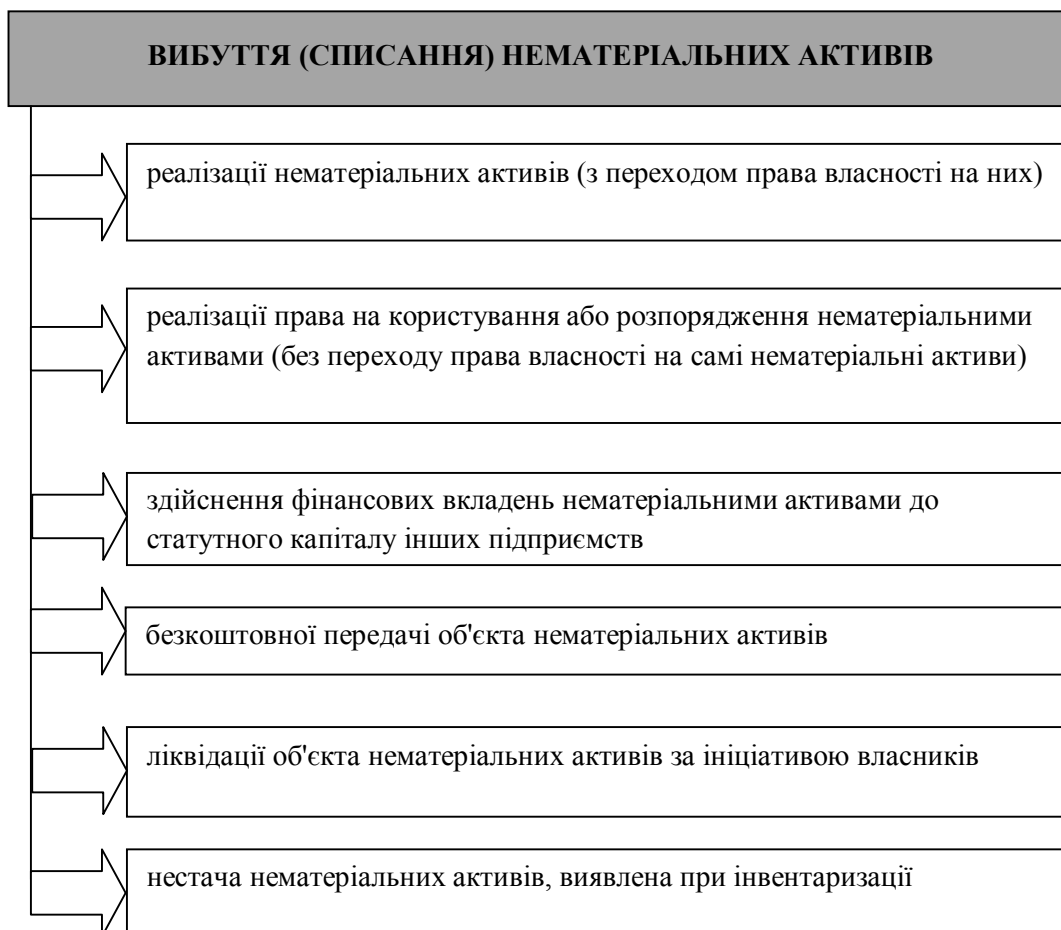 ВИБУТТЯ (СПИСАННЯ) НЕМАТЕРІАЛЬНИХ АКТИВІВ
реалізації нематеріальних активів (з переходом права власності на них)
реалізації права на користування або розпорядження нематеріальними
активами (без переходу права власності на самі нематеріальні активи)
здійснення фінансових вкладень нематеріальними активами до
статутного капіталу інших підприємств
безкоштовної передачі об'єкта нематеріальних активів
ліквідації об'єкта нематеріальних активів за ініціативою власників
нестача нематеріальних активів, виявлена при інвентаризації